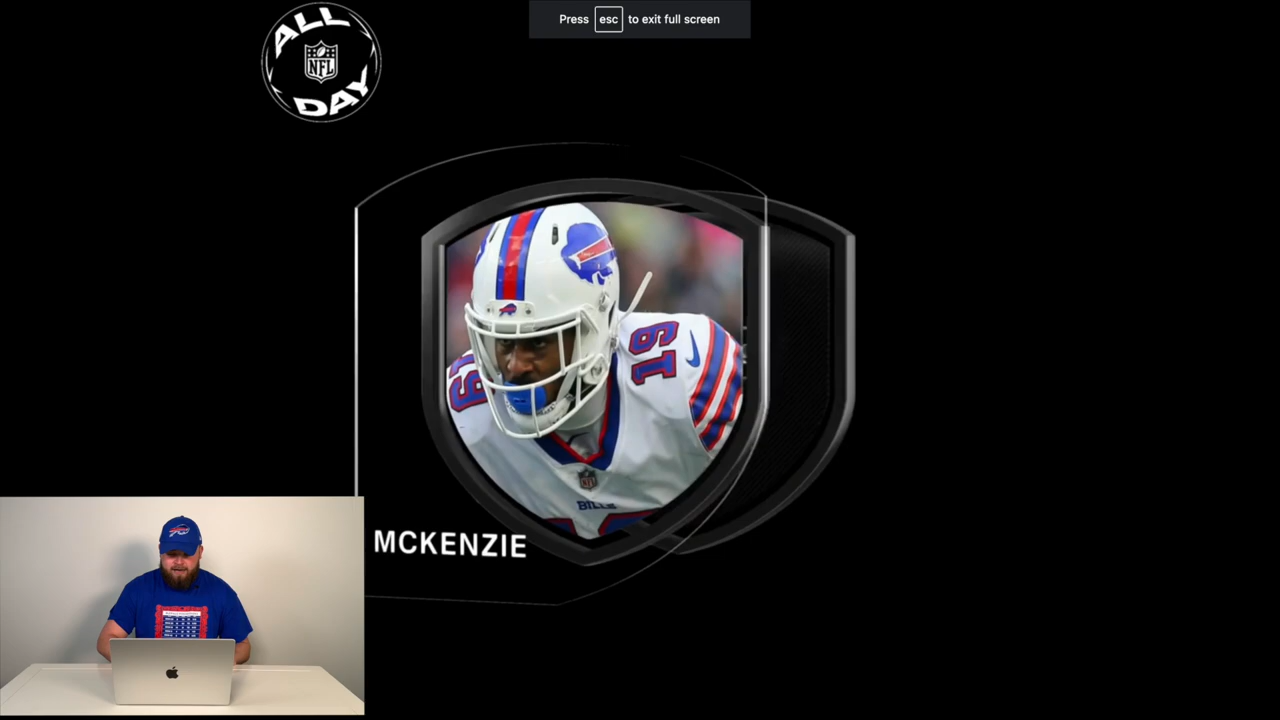 ALL
NFL
DAY
Press esc to exit full screen
19
19
BILLS
MCKENZIE